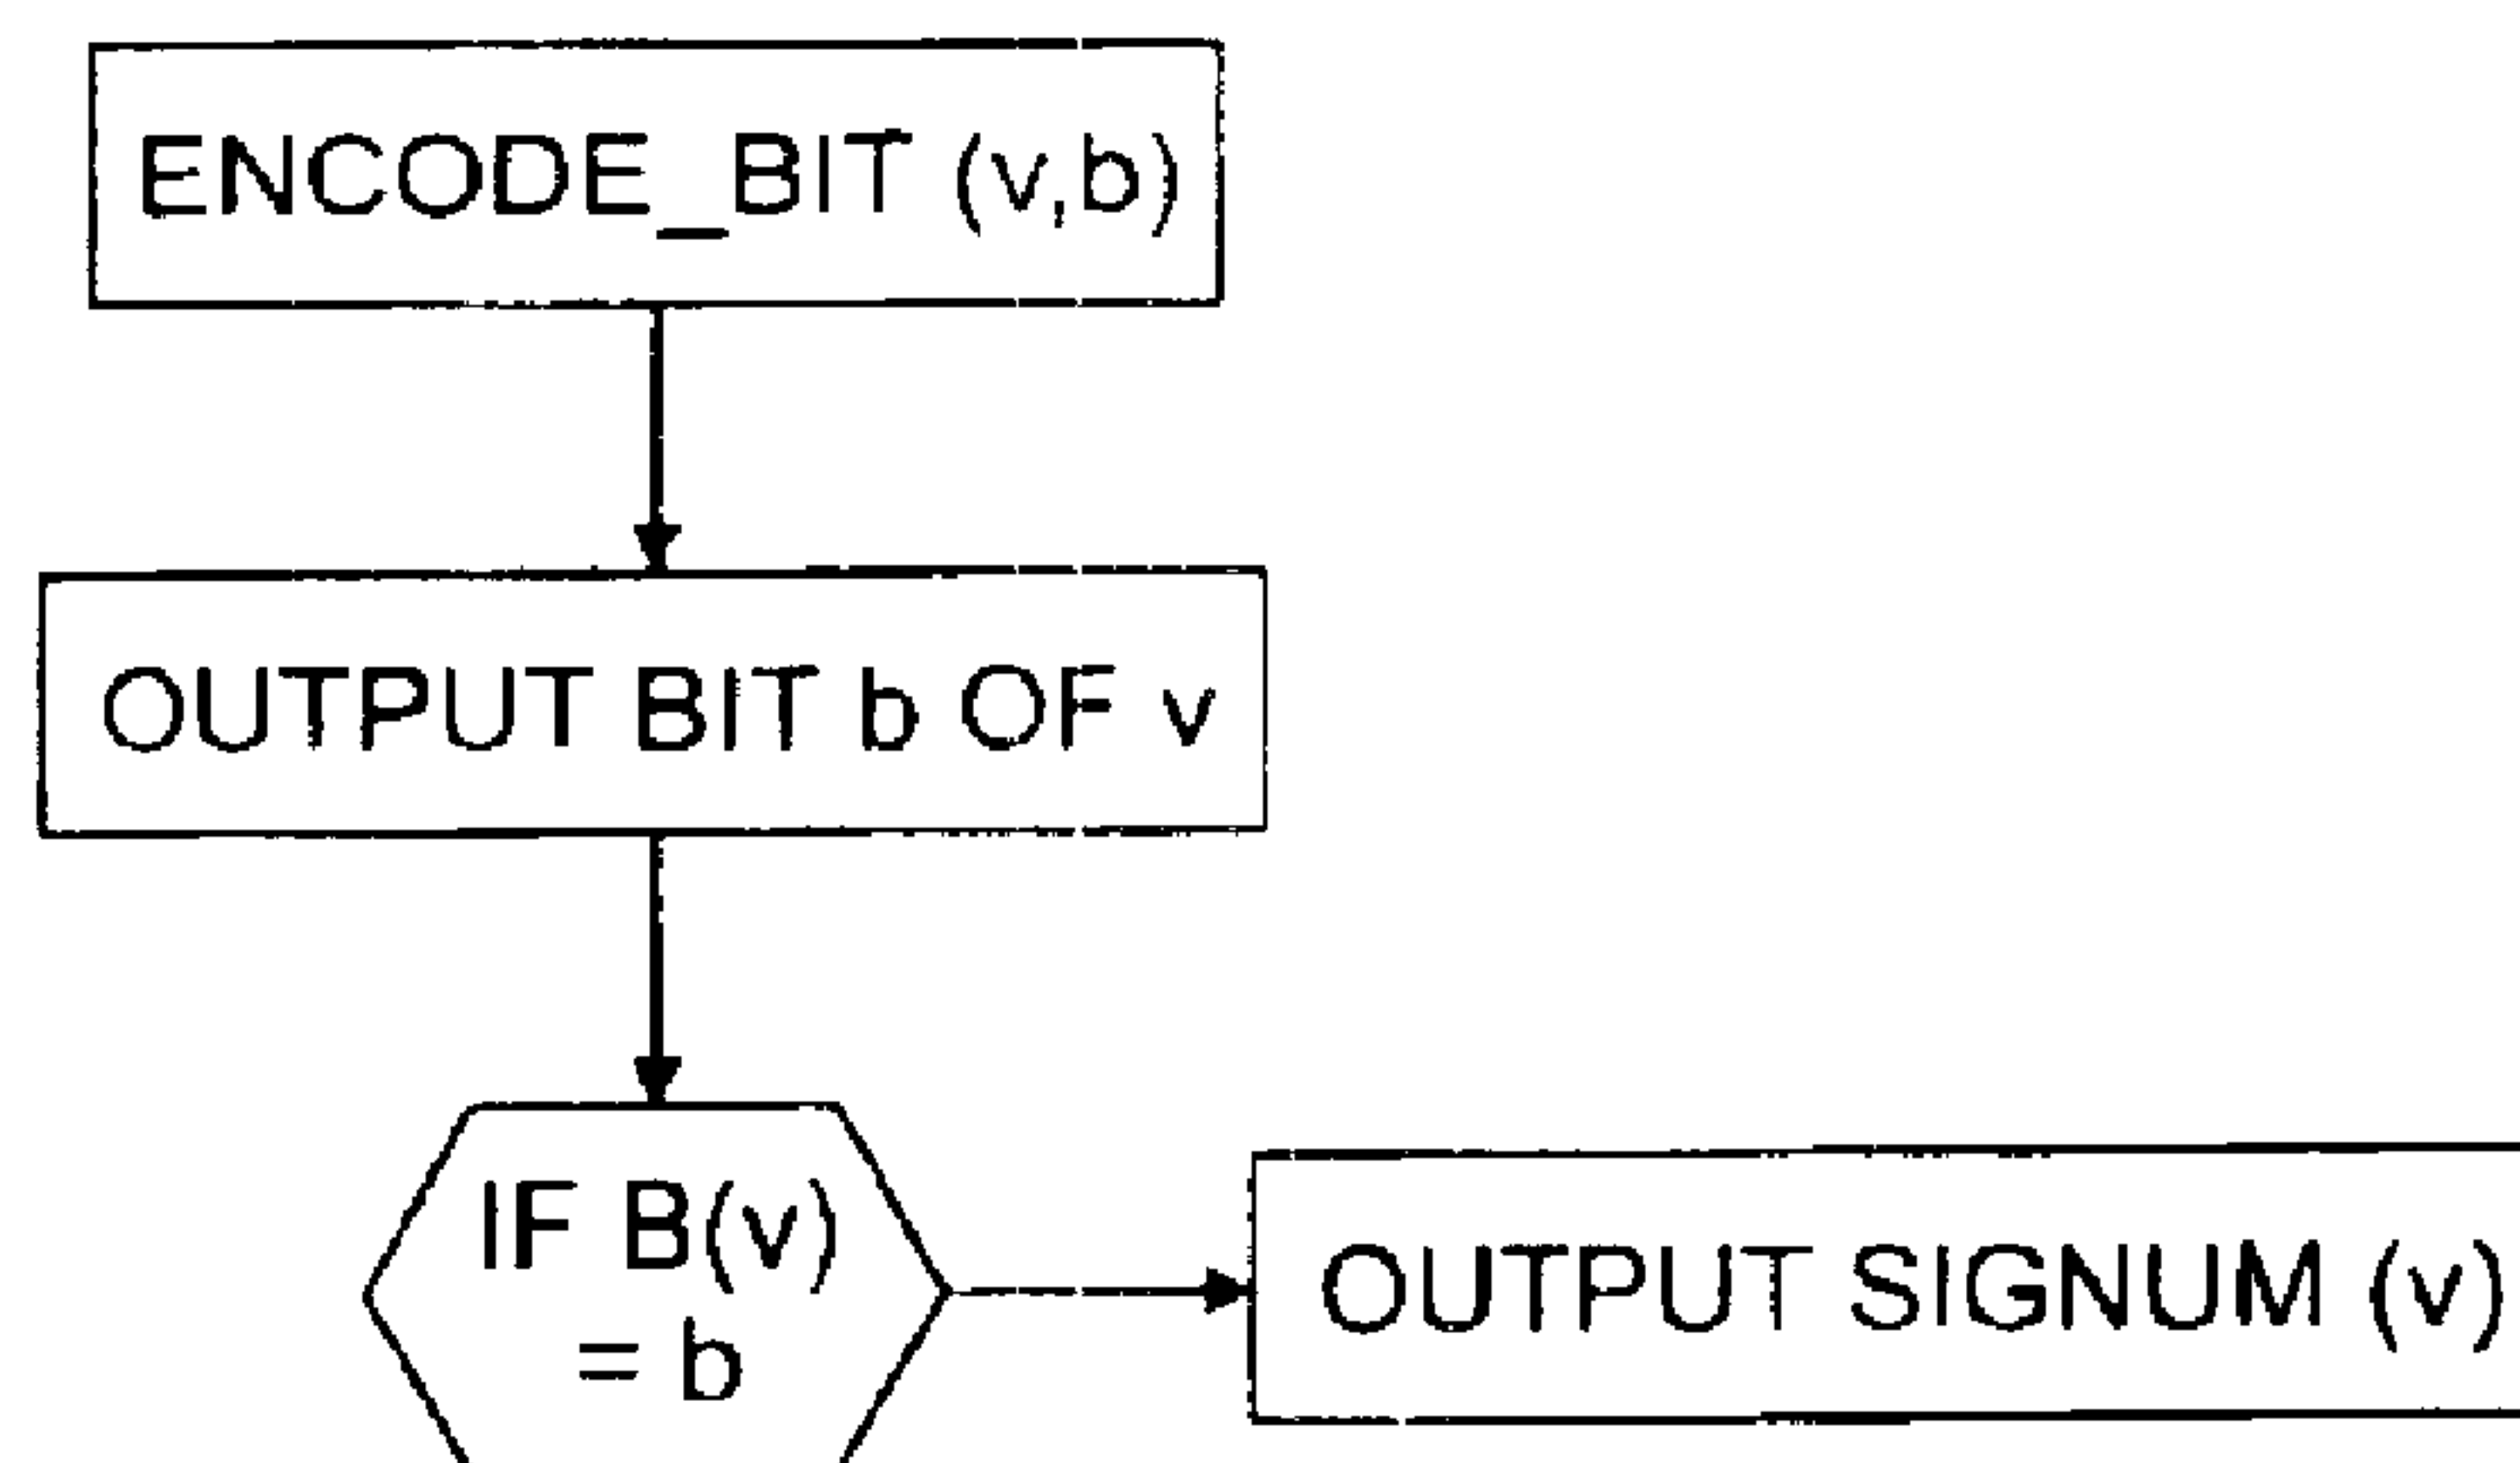 ENCODE_BIT (v,b)
OUTPUT BIT b OF v
IF B(v)
= b
OUTPUT SIGNUM (v)